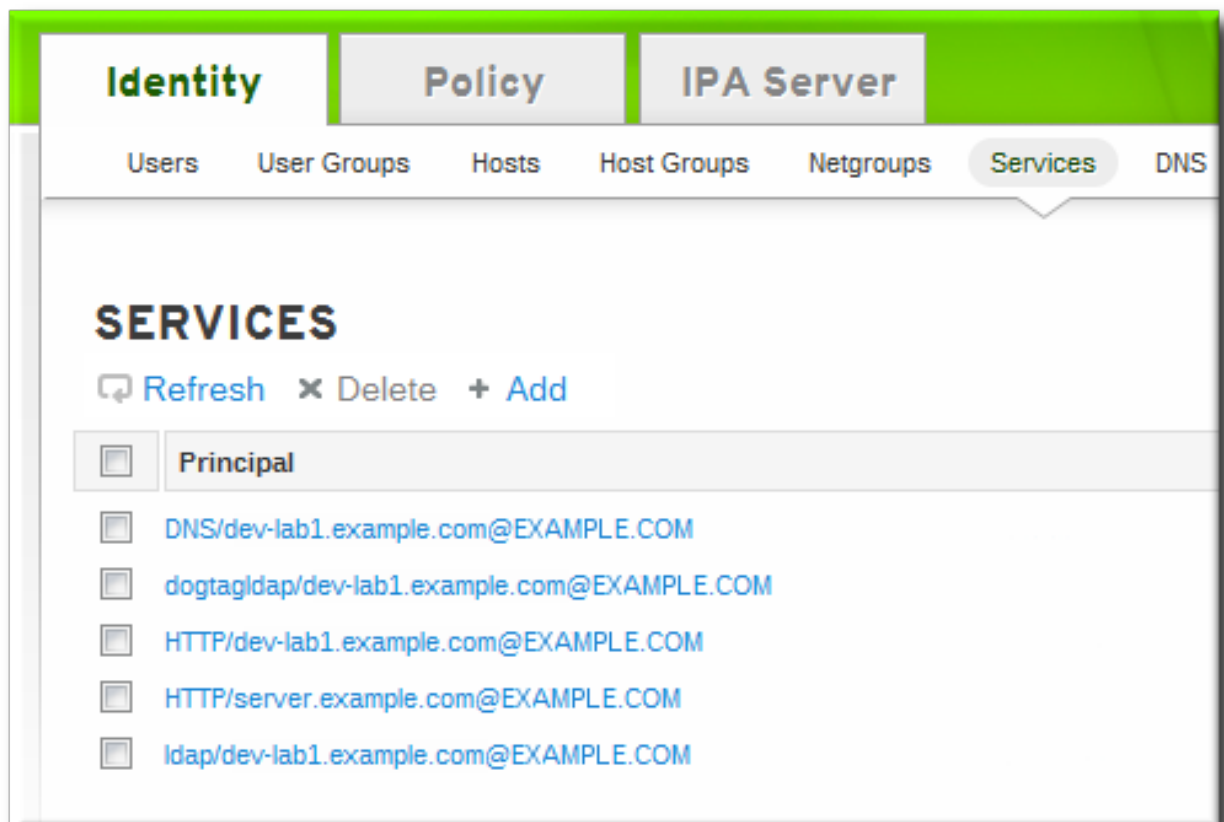 Identity Policy IPA Server
Users User Groups Hosts Host Groups Netgroups Services DNS
SERVICES
Refresh Delete Add
Principal
DNS/dev-lab1.example.com@EXAMPLE.COM
dogtagldap/dev-lab1.example.com@EXAMPLE.COM
HTTP/dev-lab1.example.com@EXAMPLE.COM
HTTP/server.example.com@EXAMPLE.COM
ldap/dev-lab1.example.com@EXAMPLE.COM